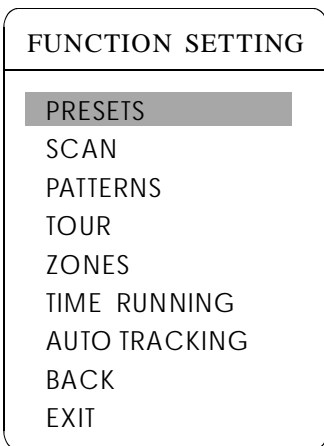 FUNCTION SETTING
PRESETS
SCAN
PATTERNS
TOUR
ZONES
TIME RUNNING
AUTO TRACKING
BACK
EXIT